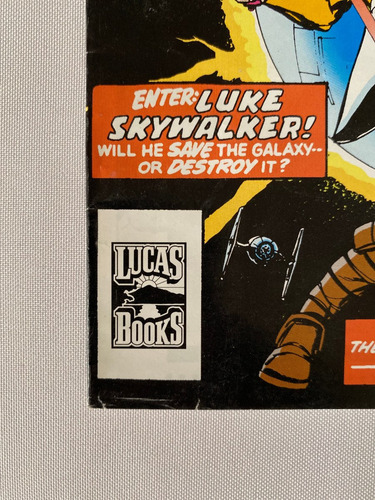 ENTER: LUKE
SKYWALKER!
WILL HE SAVE THE GALAXY--
OR DESTROY IT?
LUCAS
BOOKS
THE